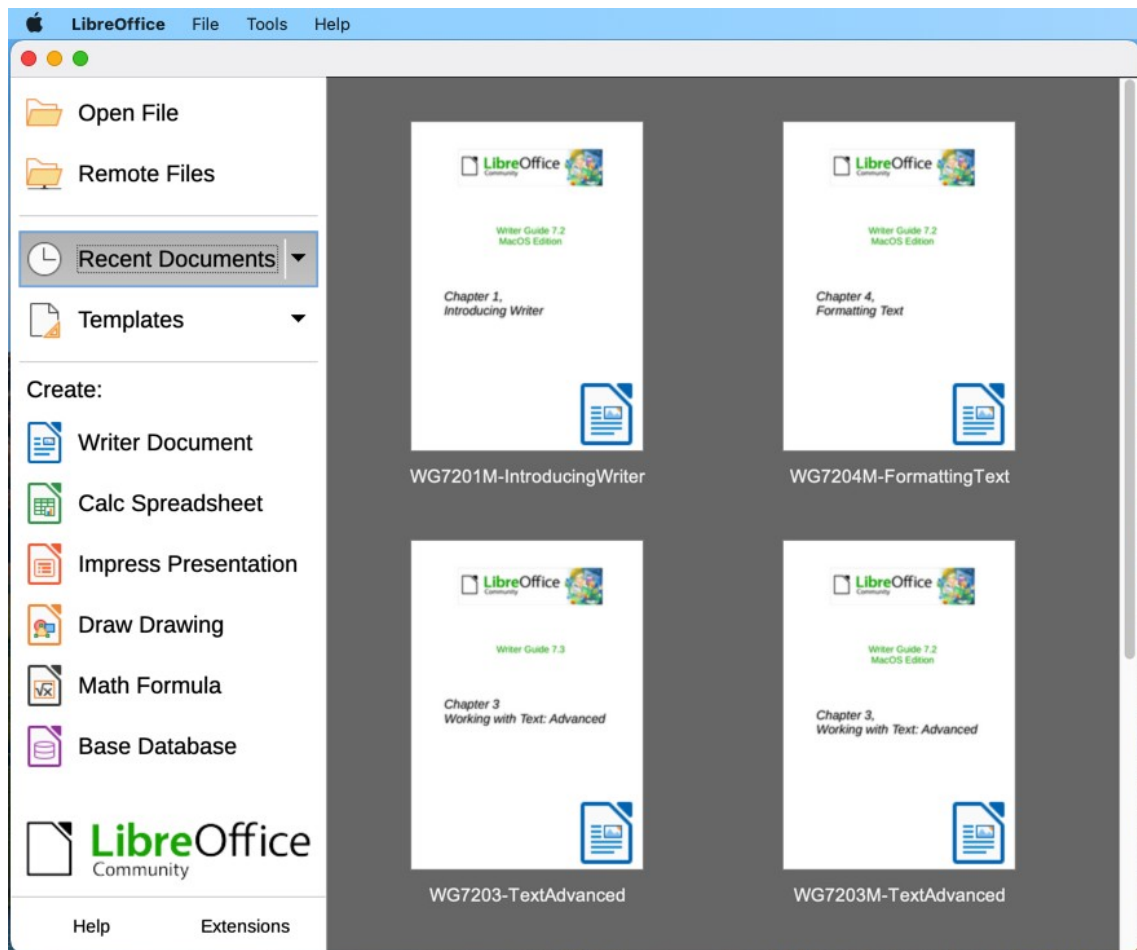 LibreOffice File Tools Help
Open File
Remote Files
Recent Documents
Templates
Create:
Writer Document
Calc Spreadsheet
Impress Presentation
Draw Drawing
Math Formula
Base Database
LibreOffice
Community
Help Extensions
LibreOffice
Community
Writer Guide 7.2
MacOS Edition
Chapter 1,
Introducing Writer
WG7201M-IntroducingWriter
LibreOffice
Community
Writer Guide 7.2
MacOS Edition
Chapter 4,
Formatting Text
WG7204M-FormattingText
LibreOffice
Community
Writer Guide 7.3
Chapter 3
Working with Text: Advanced
WG7203-TextAdvanced
LibreOffice
Community
Writer Guide 7.2
MacOS Edition
Chapter 3,
Working with Text: Advanced
WG7203M-TextAdvanced